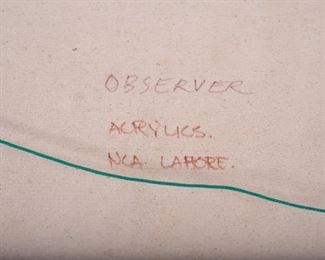 OBSERVER
ACRYLICS.
NCA. LAHORE.